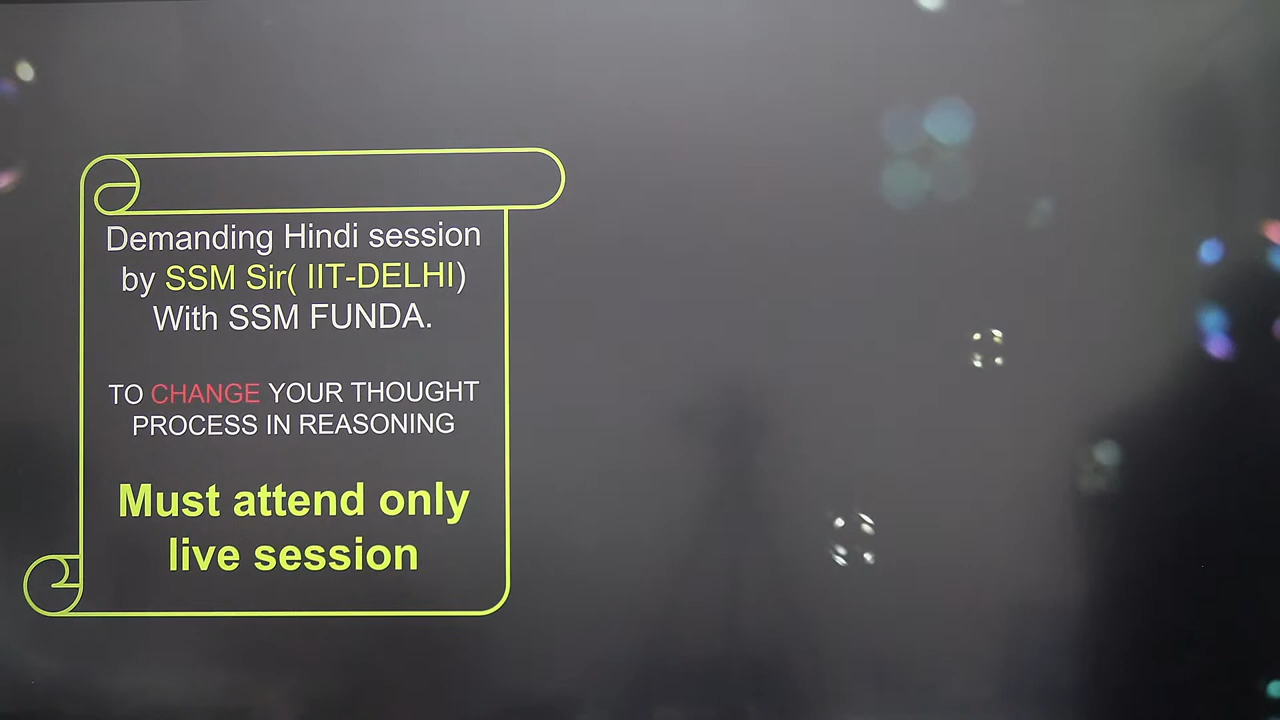 Demanding Hindi session
by SSM Sir( IIT-DELHI)
With SSM FUNDA.
TO CHANGE YOUR THOUGHT
PROCESS IN REASONING
Must attend only
live session